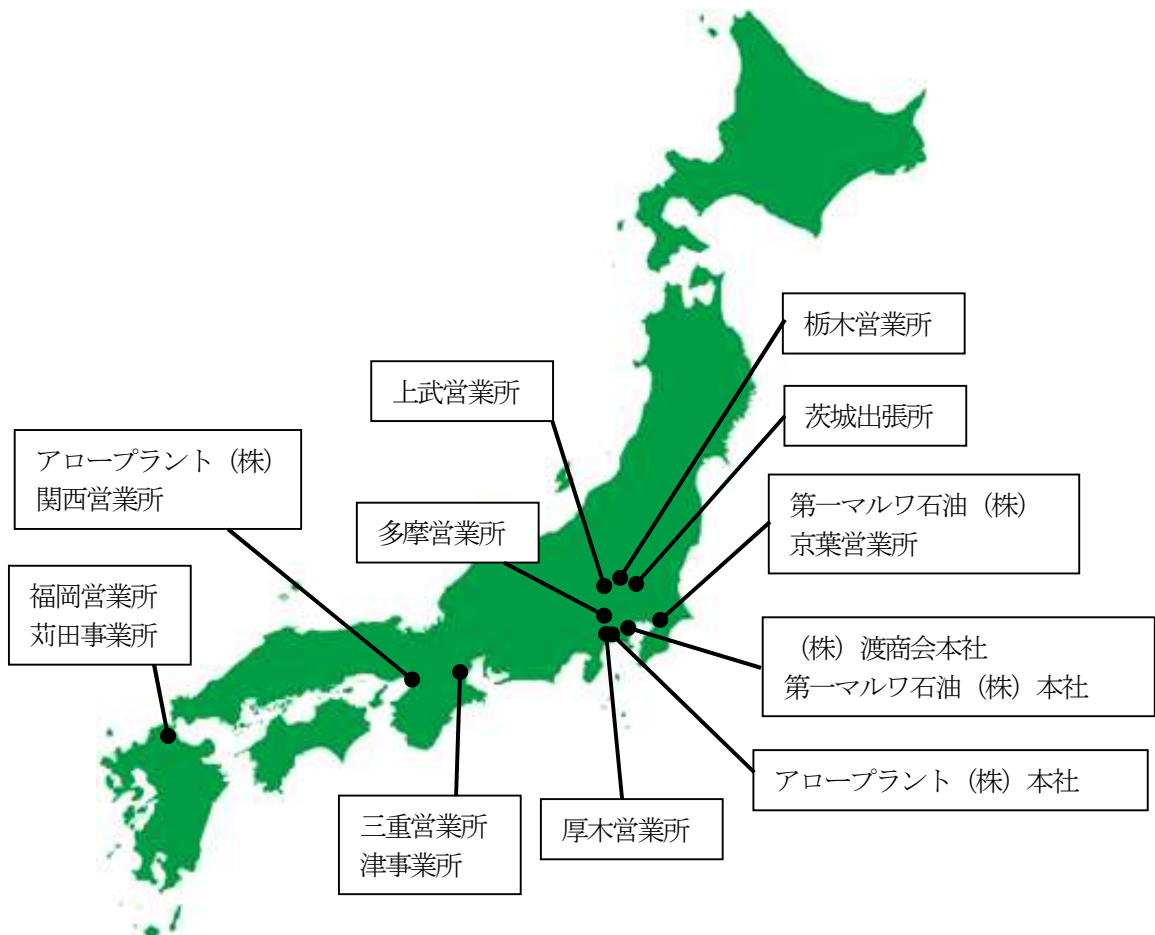 栃木営業所
上武営業所
茨城出張所
アロープラント（株）
関西営業所
第一マルワ石油（株）
京葉営業所
多摩営業所
福岡営業所
苅田事業所
（株）渡商会本社
第一マルワ石油（株）本社
アロープラント（株）本社
三重営業所
津事業所
厚木営業所